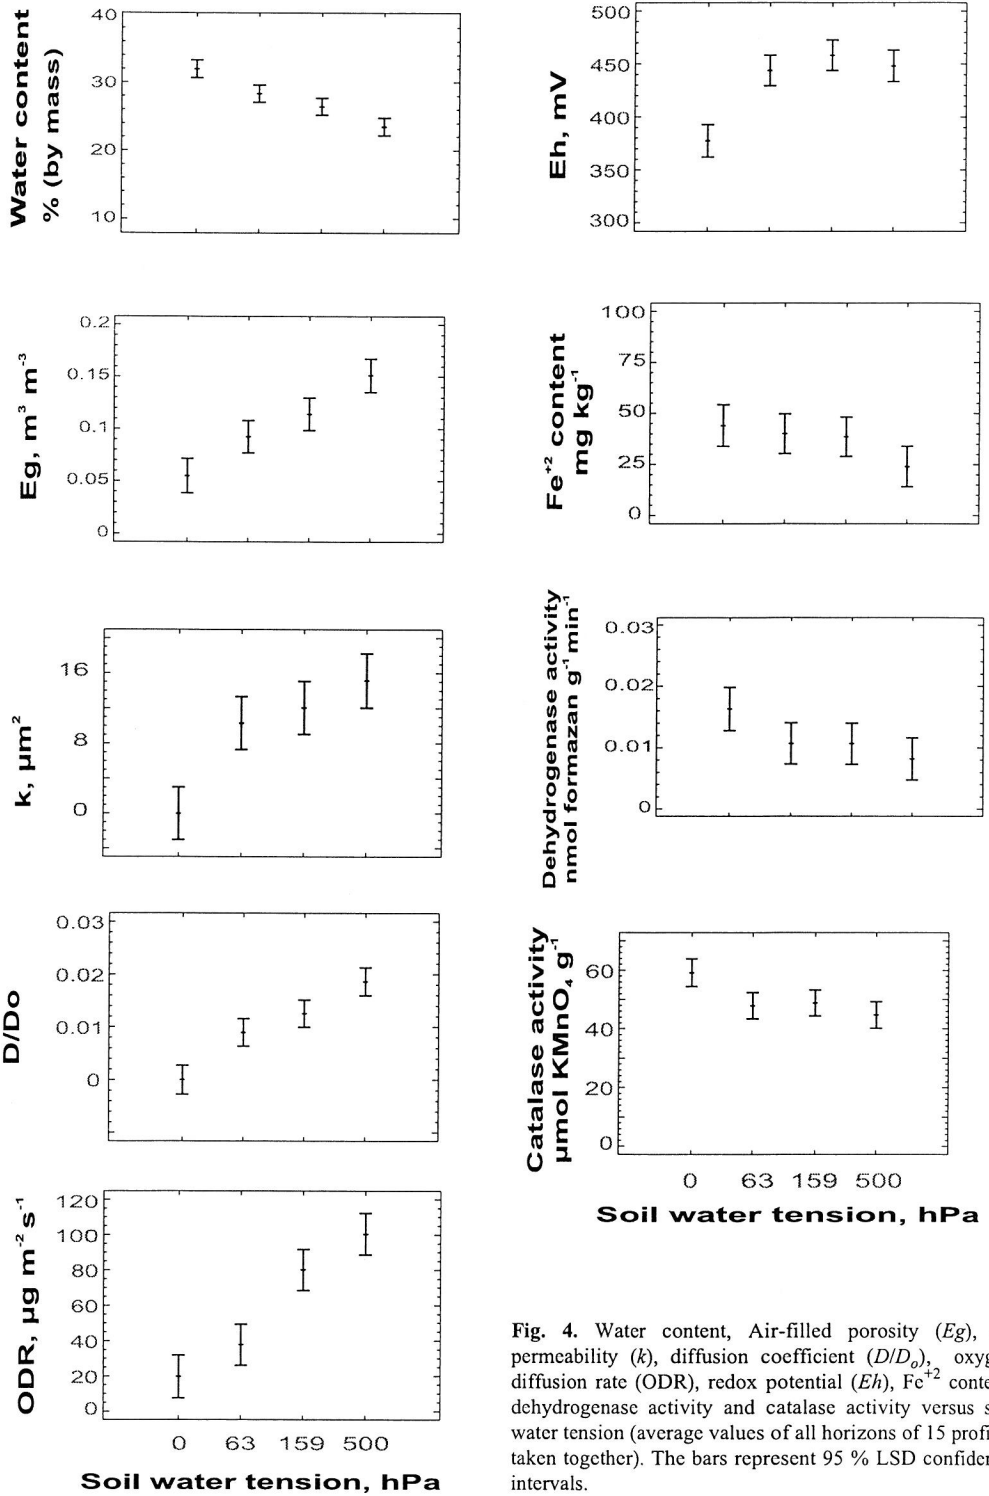 Water content
% (by mass)
40
30
20
10
Eg, m³ m⁻³
0.2
0.15
0.1
0.05
0
k, µm²
16
8
0
D/Do
0.03
0.02
0.01
0
ODR, µg m⁻² s⁻¹
120
100
80
60
40
20
0
0 63 159 500
Soil water tension, hPa
Eh, mV
500
450
400
350
300
Fe⁺² content
mg kg⁻¹
100
75
50
25
0
Dehydrogenase activity
nmol formazan g⁻¹ min⁻¹
0.03
0.02
0.01
0
Catalase activity
µmol KMnO₄ g⁻¹
60
40
20
0
0 63 159 500
Soil water tension, hPa
Fig. 4. Water content, Air-filled porosity (Eg),
permeability (k), diffusion coefficient (D/Dₒ), oxyg
diffusion rate (ODR), redox potential (Eh), Fe⁺² conte
dehydrogenase activity and catalase activity versus s
water tension (average values of all horizons of 15 profi
taken together). The bars represent 95 % LSD confiden
intervals.